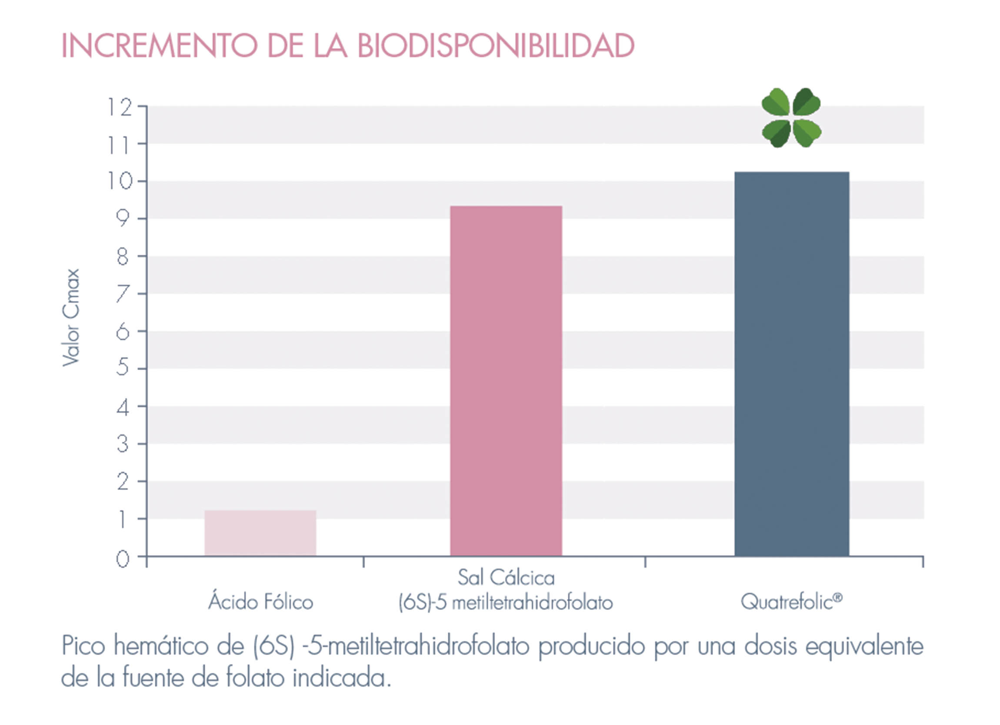 INCREMENTO DE LA BIODISPONIBILIDAD
12
11
10
9
8
7
6
5
4
3
2
1
0
Valor Cmax
Ácido Fólico
Sal Cálcica
(6S)-5 metiltetrahidrofolato
Quatrefolic®
Pico hemático de (6S) -5-metiltetrahidrofolato producido por una dosis equivalente
de la fuente de folato indicada.